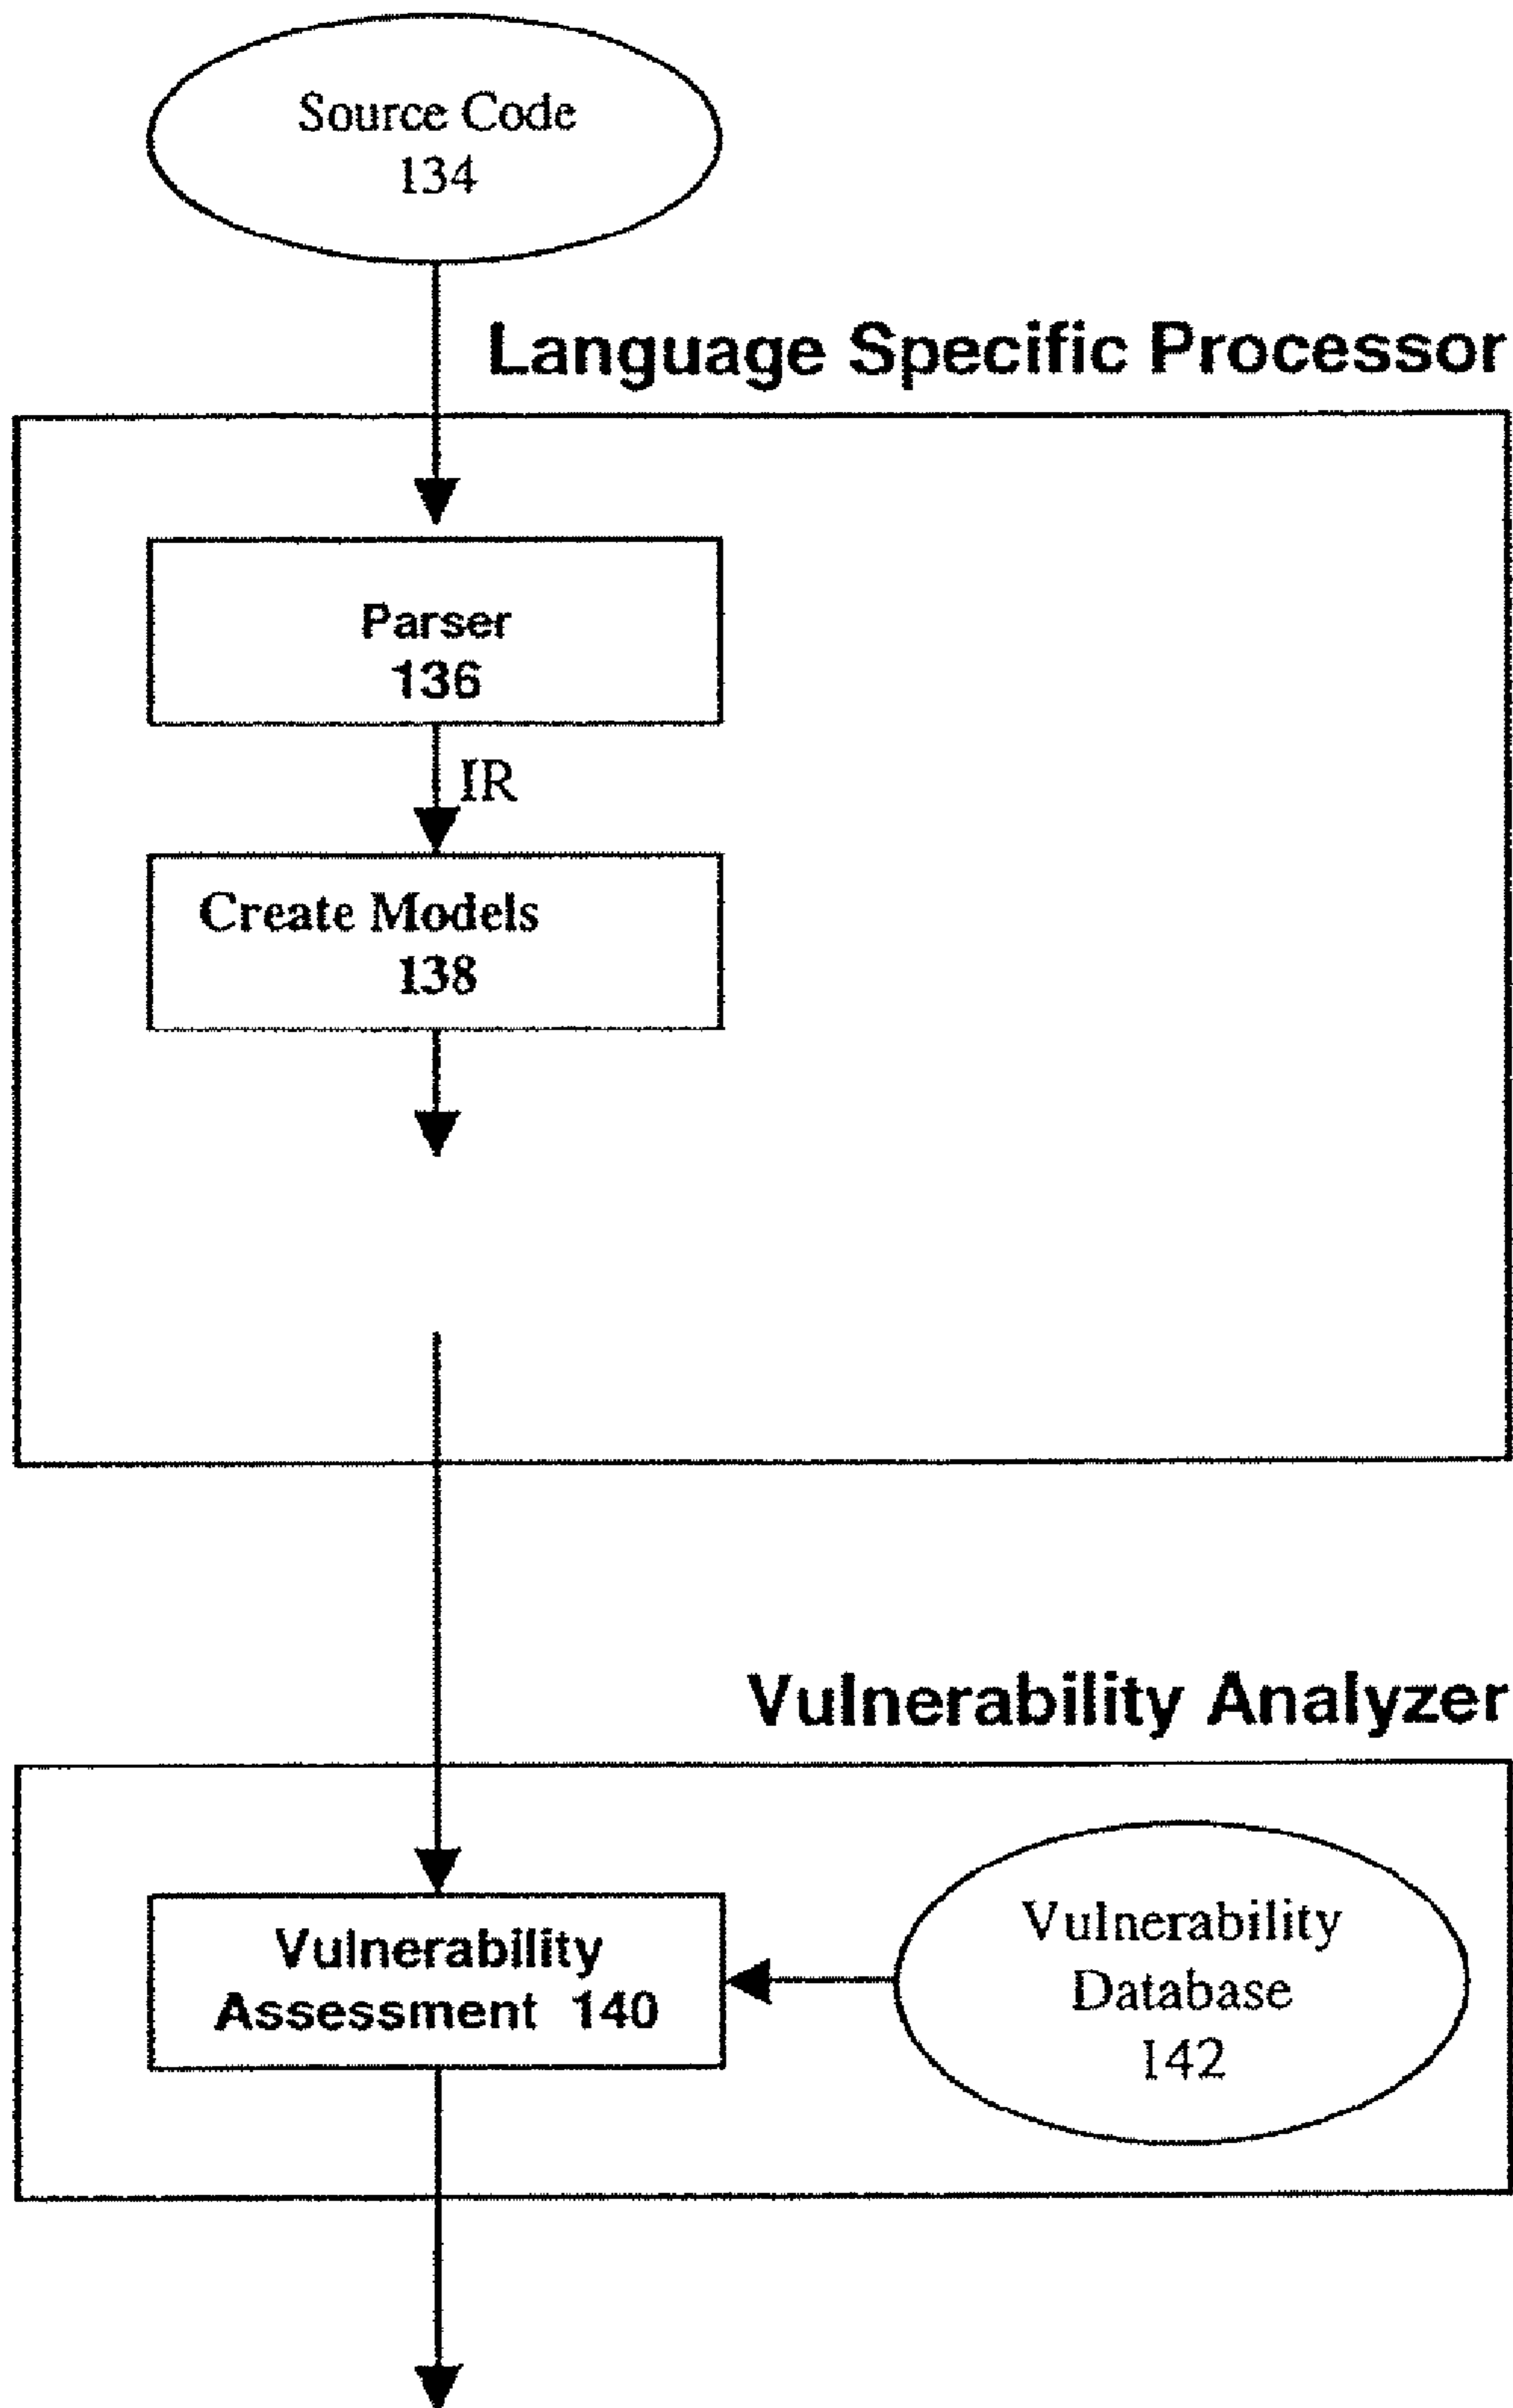 Source Code
134
Language Specific Processor
Parser
136
IR
Create Models
138
Vulnerability Analyzer
Vulnerability
Assessment 140
Vulnerability
Database
142